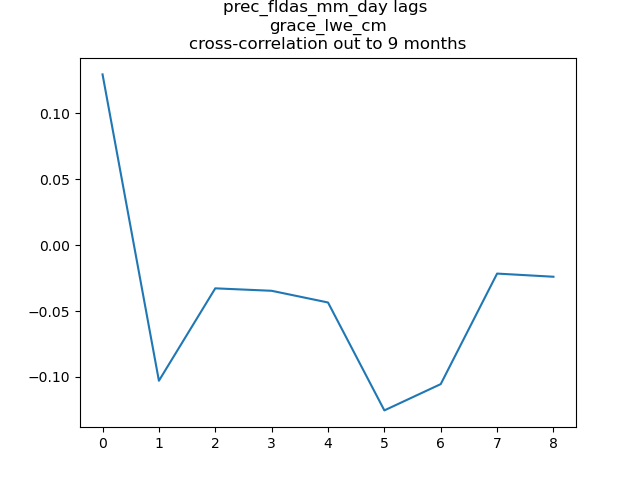 prec_fldas_mm_day lags
grace_lwe_cm
cross-correlation out to 9 months
0.10
0.05
0.00
−0.05
−0.10
0 1 2 3 4 5 6 7 8